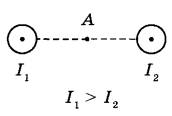 A
I₁ I₂
I₁ > I₂